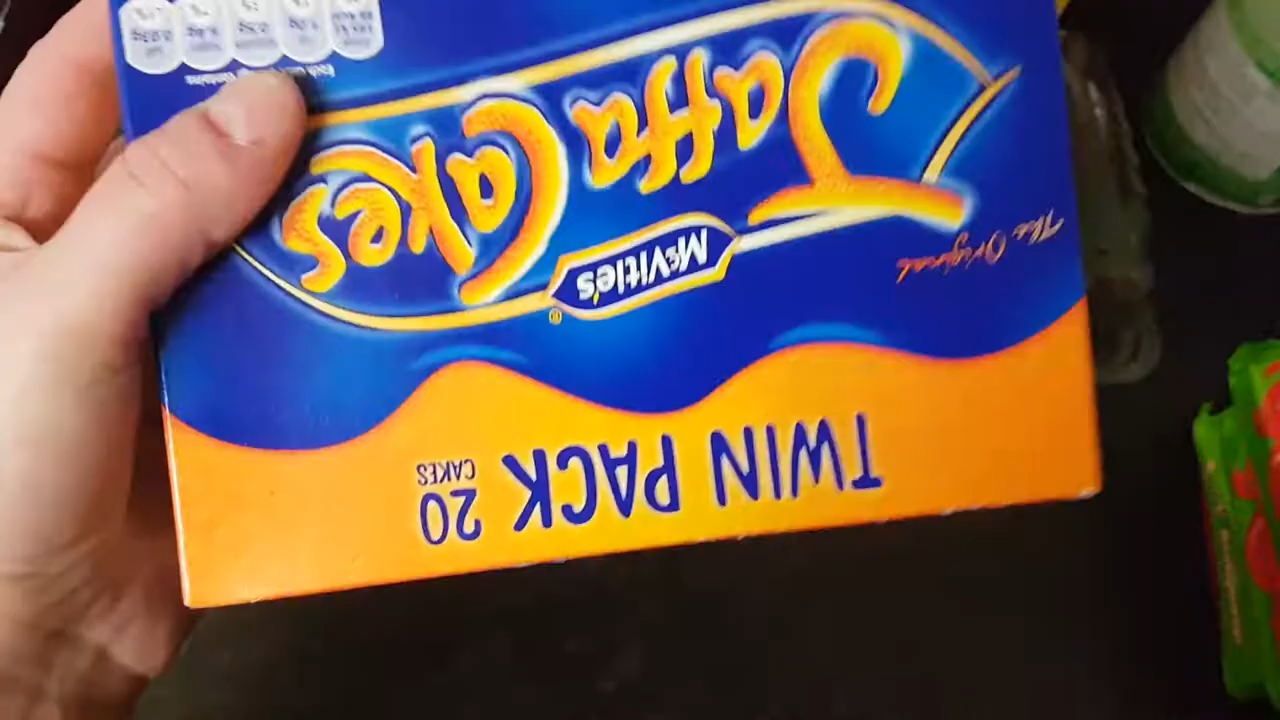 The Original
McVitie's
Jaffa Cakes
TWIN PACK 20
CAKES